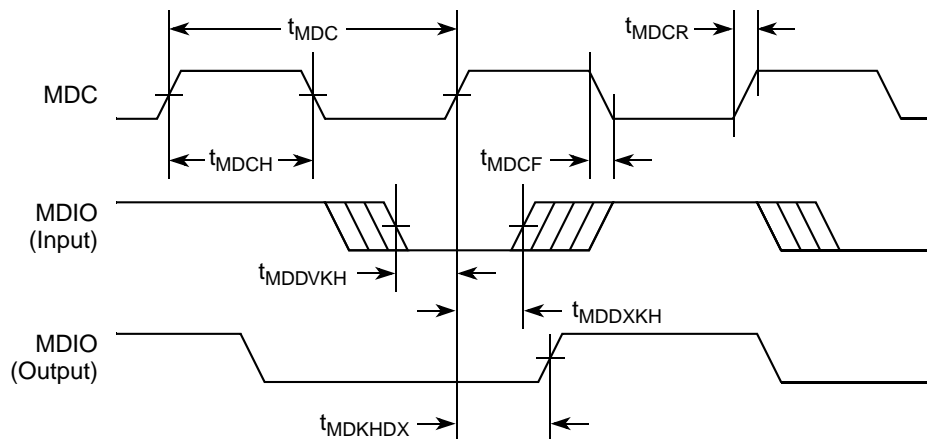 tMDC
tMDCR
MDC
tMDCH
tMDCF
MDIO
(Input)
tMDDVKH
tMDDXKH
MDIO
(Output)
tMDKHDX